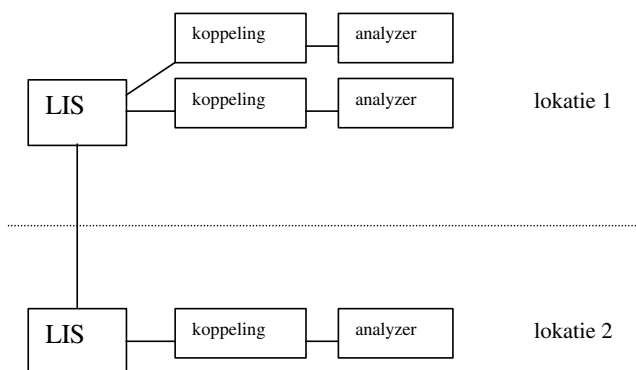 koppeling analyzer
LIS koppeling analyzer lokatie 1
LIS koppeling analyzer lokatie 2